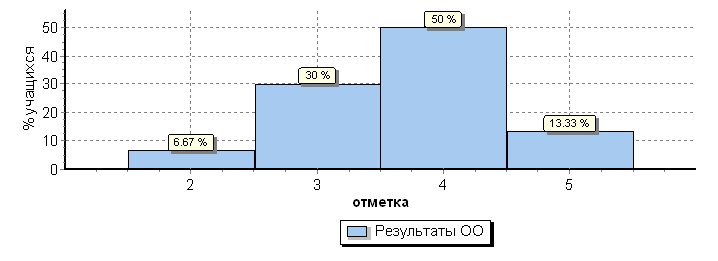 % учащихся
50
40
30
20
10
0
6.67 %
30 %
50 %
13.33 %
2 3 4 5
отметка
Результаты ОО